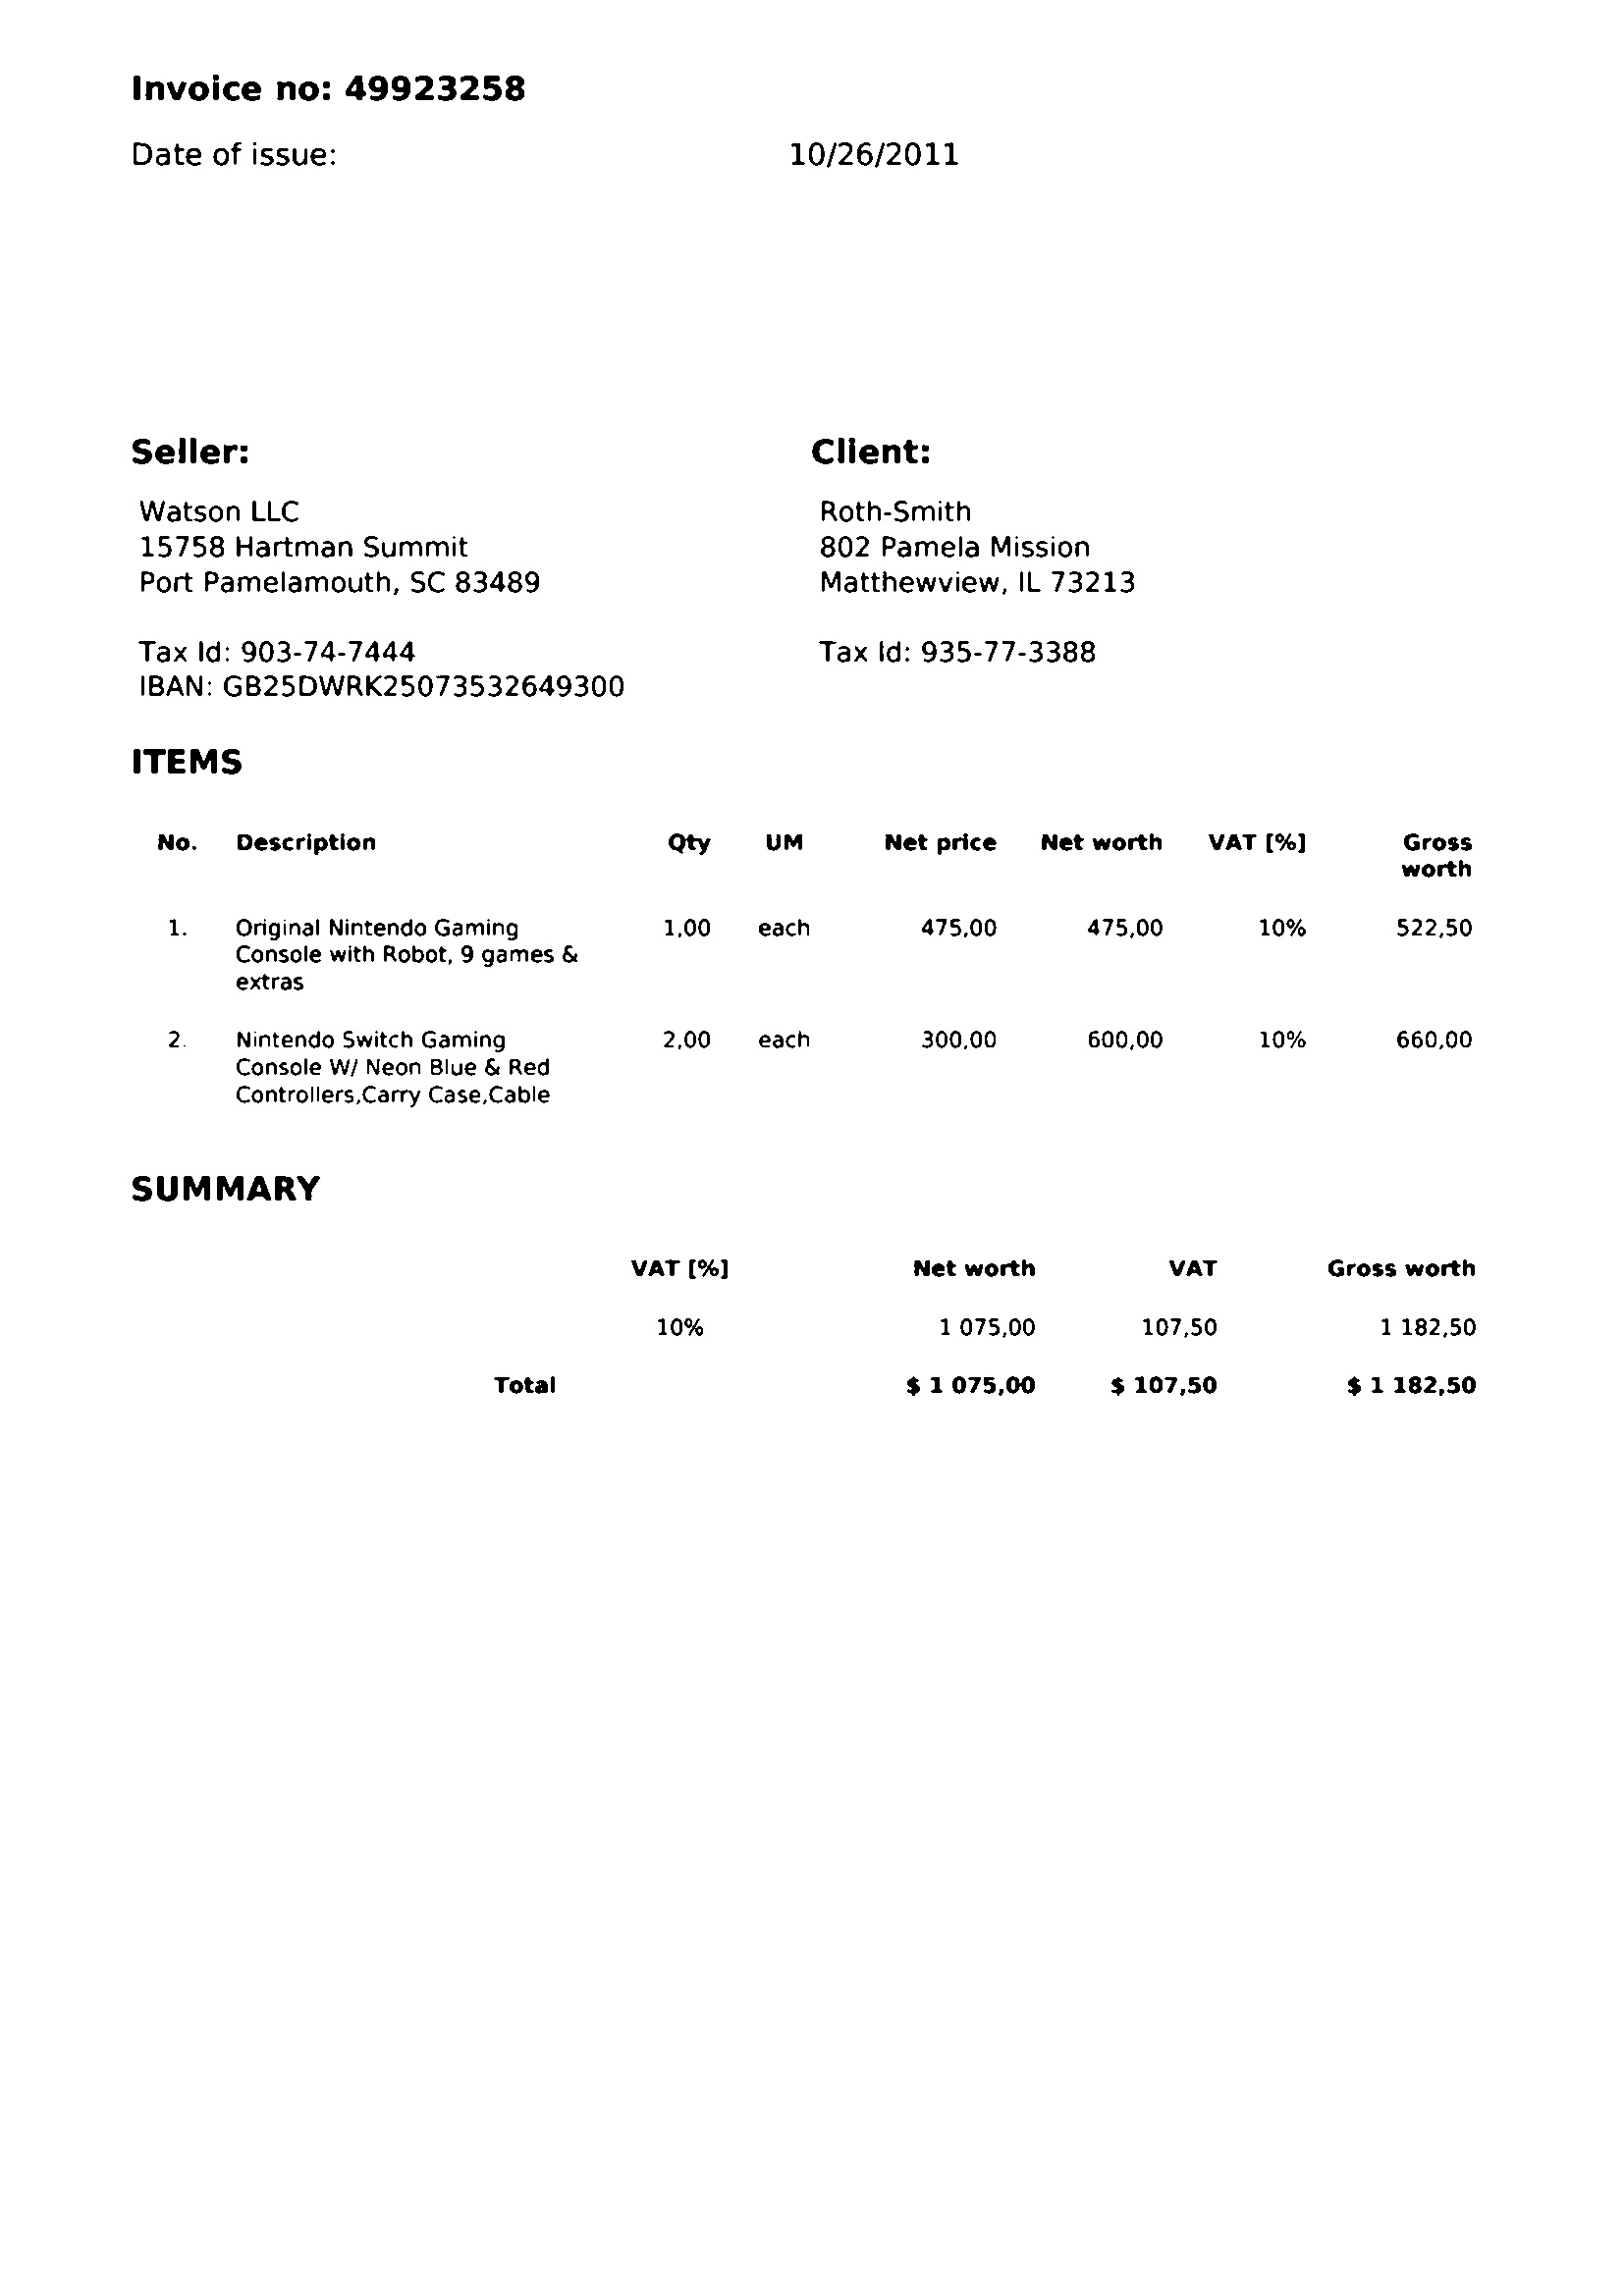 Invoice no: 49923258
Date of issue: 10/26/2011
Seller: Client:
Watson LLC Roth-Smith
15758 Hartman Summit 802 Pamela Mission
Port Pamelamouth, SC 83489 Matthewview, IL 73213
Tax Id: 903-74-7444 Tax Id: 935-77-3388
IBAN: GB25DWRK25073532649300
ITEMS
No. Description Qty UM Net price Net worth VAT [%] Gross
worth
1. Original Nintendo Gaming 1,00 each 475,00 475,00 10% 522,50
Console with Robot, 9 games &
extras
2. Nintendo Switch Gaming 2,00 each 300,00 600,00 10% 660,00
Console W/ Neon Blue & Red
Controllers,Carry Case,Cable
SUMMARY
VAT [%] Net worth VAT Gross worth
10% 1 075,00 107,50 1 182,50
Total $ 1 075,00 $ 107,50 $ 1 182,50